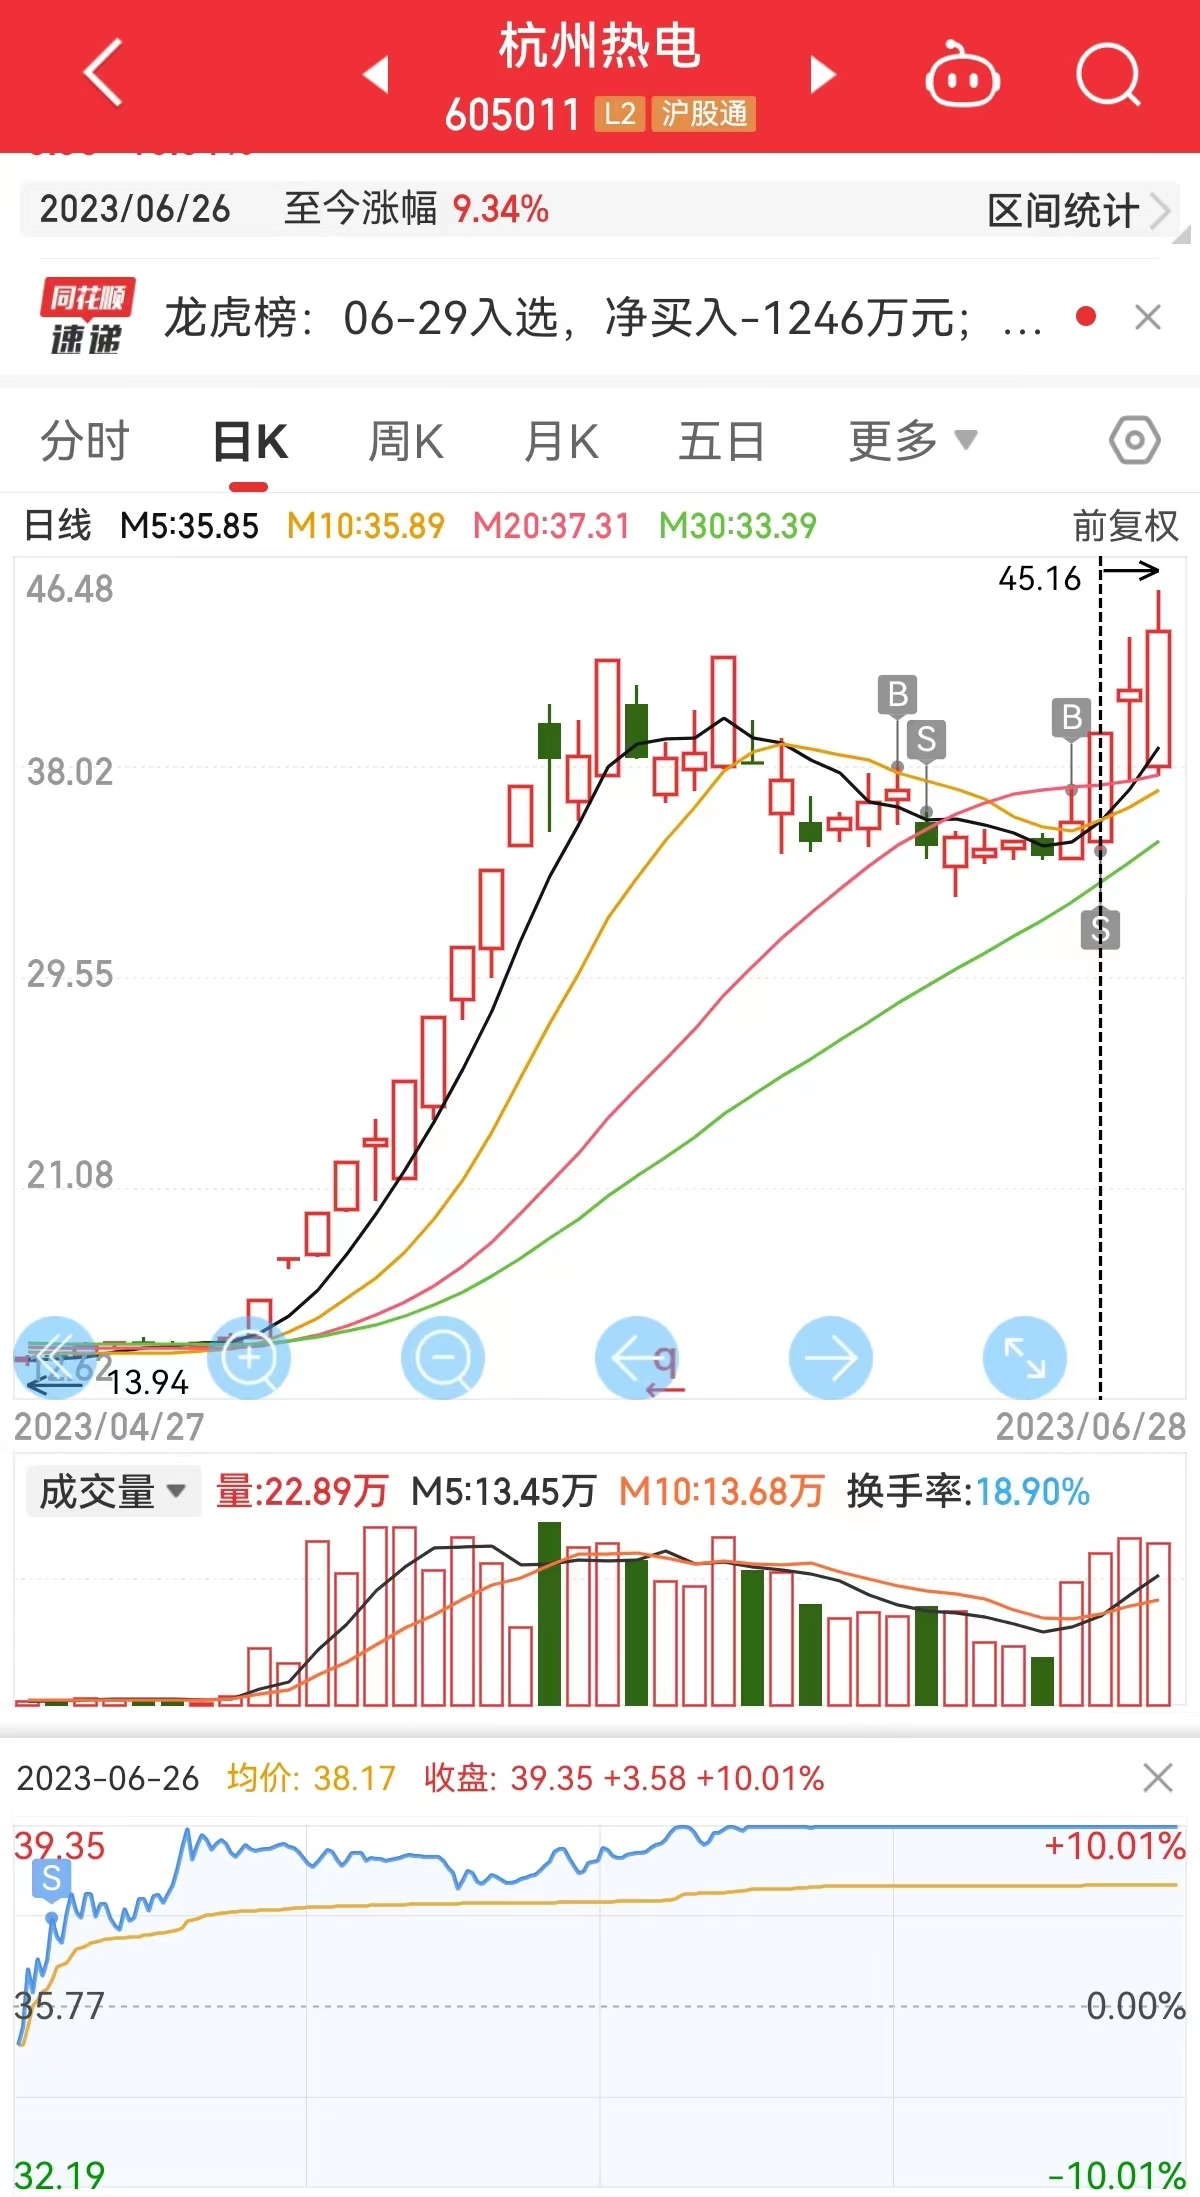 杭州热电
605011 L2 沪股通
2023/06/26 至今涨幅 9.34% 区间统计
同花顺 速递 龙虎榜：06-29入选，净买入-1246万元；...
分时 日K 周K 月K 五日 更多
日线 M5:35.85 M10:35.89 M20:37.31 M30:33.39 前复权
46.48
45.16
B
S
B
38.02
S
29.55
21.08
12.62
13.94
q
2023/04/27 2023/06/28
成交量 量:22.89万 M5:13.45万 M10:13.68万 换手率:18.90%
2023-06-26 均价: 38.17 收盘: 39.35 +3.58 +10.01%
39.35 +10.01%
S
35.77 0.00%
32.19 -10.01%